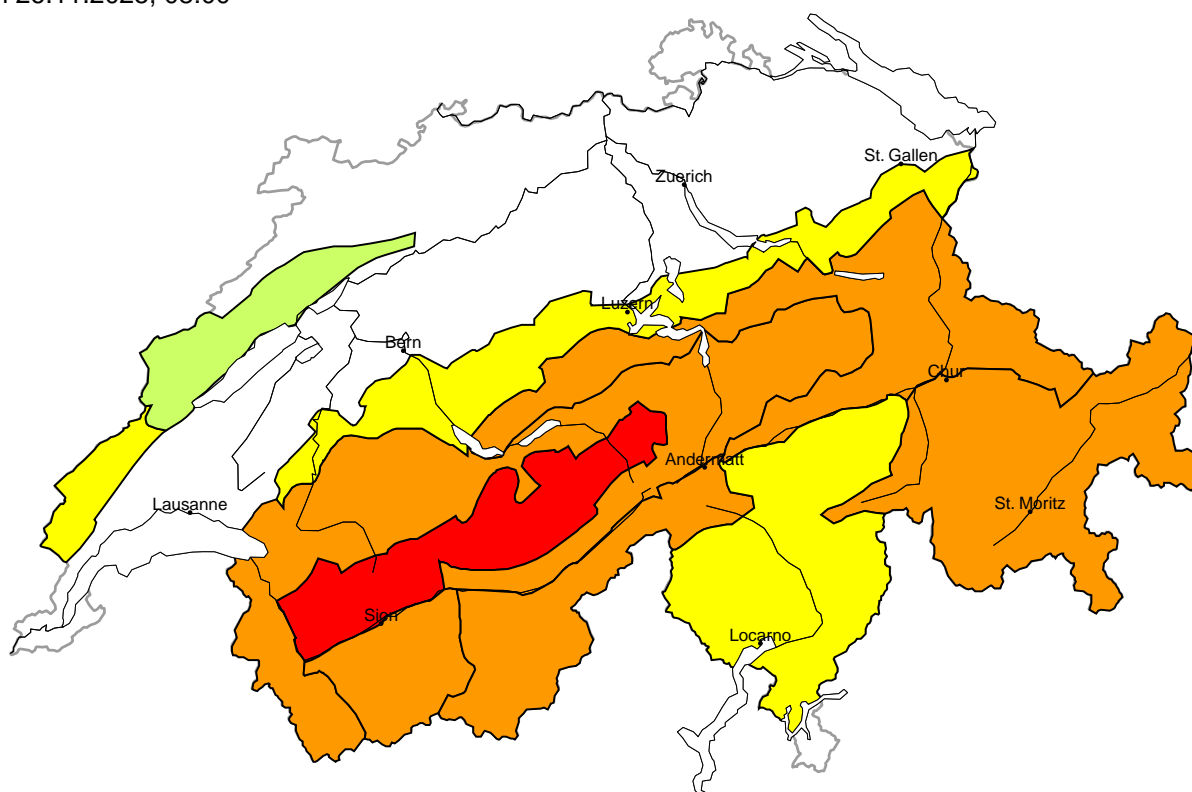 St. Gallen
Zuerich
Luzern
Bern
Chur
Andermatt
Lausanne
St. Moritz
Sion
Locarno